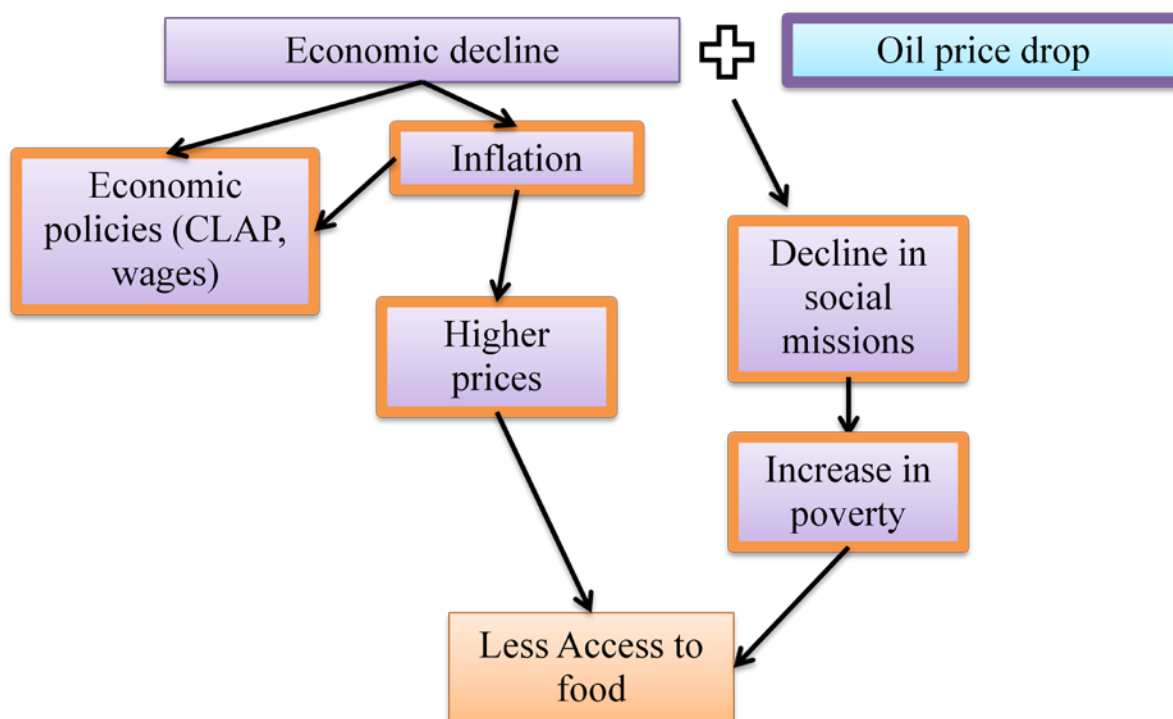 Economic decline
Oil price drop
Inflation
Economic
policies (CLAP,
wages)
Decline in
social
missions
Higher
prices
Increase in
poverty
Less Access to
food